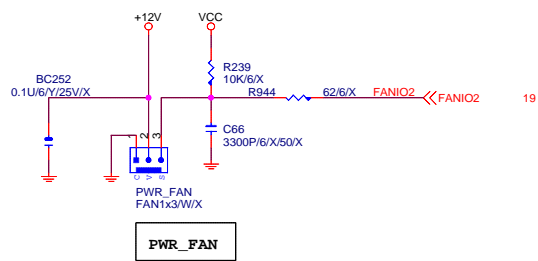 +12V
VCC
BC252
0.1U/6/Y/25V/X
R239
10K/6/X
R944
62/6/X
FANIO2
FANIO2
19
C66
3300P/6/X/50/X
1
2
3
C
V
S
PWR_FAN
FAN1x3/W/X
PWR_FAN